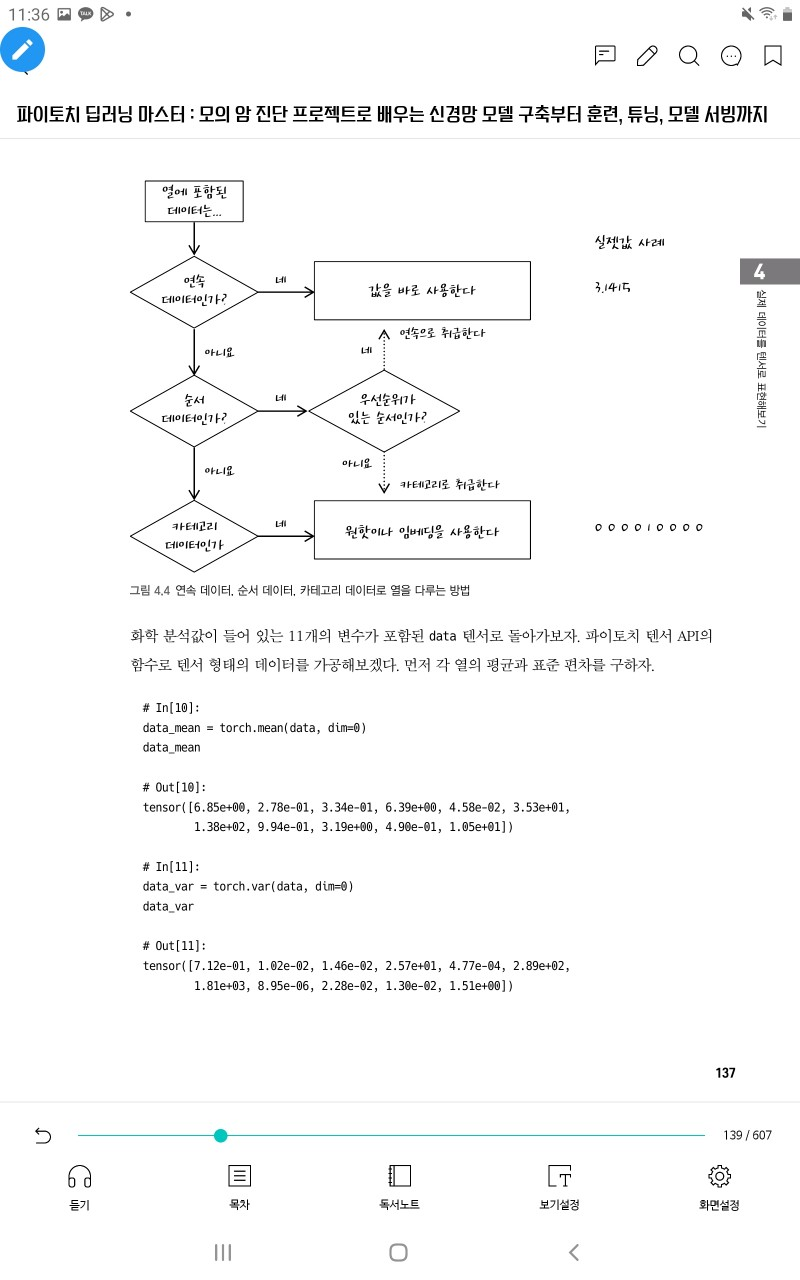 11:36
TALK
파이토치 딥러닝 마스터 : 모의 암 진단 프로젝트로 배우는 신경망 모델 구축부터 훈련, 튜닝, 모델 서빙까지
열에 포함된
데이터는...
실젯값 사례
4
실제 데이터를 텐서로 표현해보기
연속
데이터인가?
네
값을 바로 사용한다
3.1415
연속으로 취급한다
아니요
네
순서
데이터인가?
네
우선순위가
있는 순서인가?
아니요
아니요
카테고리로 취급한다
카테고리
데이터인가
네
원핫이나 임베딩을 사용한다
0 0 0 0 1 0 0 0 0
그림 4.4 연속 데이터, 순서 데이터, 카테고리 데이터로 열을 다루는 방법
화학 분석값이 들어 있는 11개의 변수가 포함된 data 텐서로 돌아가보자. 파이토치 텐서 API의
함수로 텐서 형태의 데이터를 가공해보겠다. 먼저 각 열의 평균과 표준 편차를 구하자.
# In[10]:
data_mean = torch.mean(data, dim=0)
data_mean
# Out[10]:
tensor([6.85e+00, 2.78e-01, 3.34e-01, 6.39e+00, 4.58e-02, 3.53e+01,
1.38e+02, 9.94e-01, 3.19e+00, 4.90e-01, 1.05e+01])
# In[11]:
data_var = torch.var(data, dim=0)
data_var
# Out[11]:
tensor([7.12e-01, 1.02e-02, 1.46e-02, 2.57e+01, 4.77e-04, 2.89e+02,
1.81e+03, 8.95e-06, 2.28e-02, 1.30e-02, 1.51e+00])
137
139 / 607
듣기
목차
독서노트
보기설정
화면설정